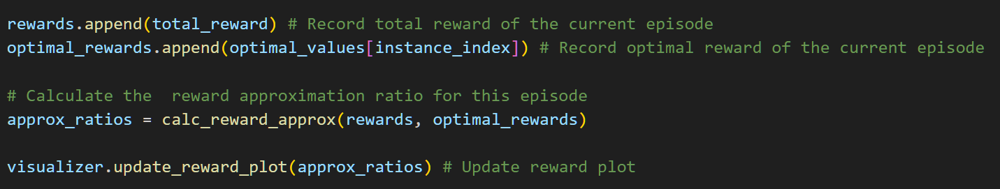 rewards.append(total_reward) # Record total reward of the current episode
optimal_rewards.append(optimal_values[instance_index]) # Record optimal reward of the current episode
# Calculate the  reward approximation ratio for this episode
approx_ratios = calc_reward_approx(rewards, optimal_rewards)
visualizer.update_reward_plot(approx_ratios) # Update reward plot